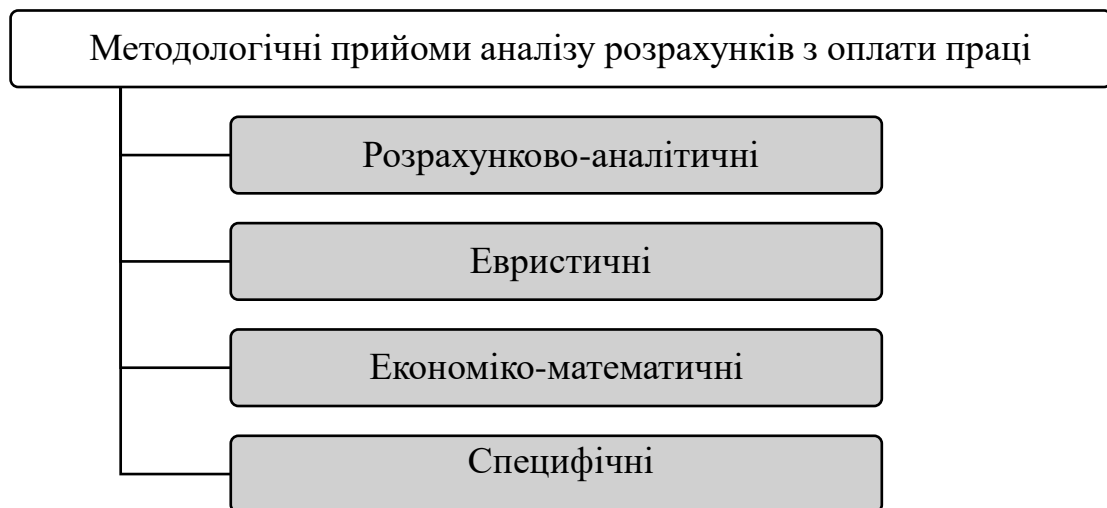 Методологічні прийоми аналізу розрахунків з оплати праці
Розрахунково-аналітичні
Евристичні
Економіко-математичні
Специфічні